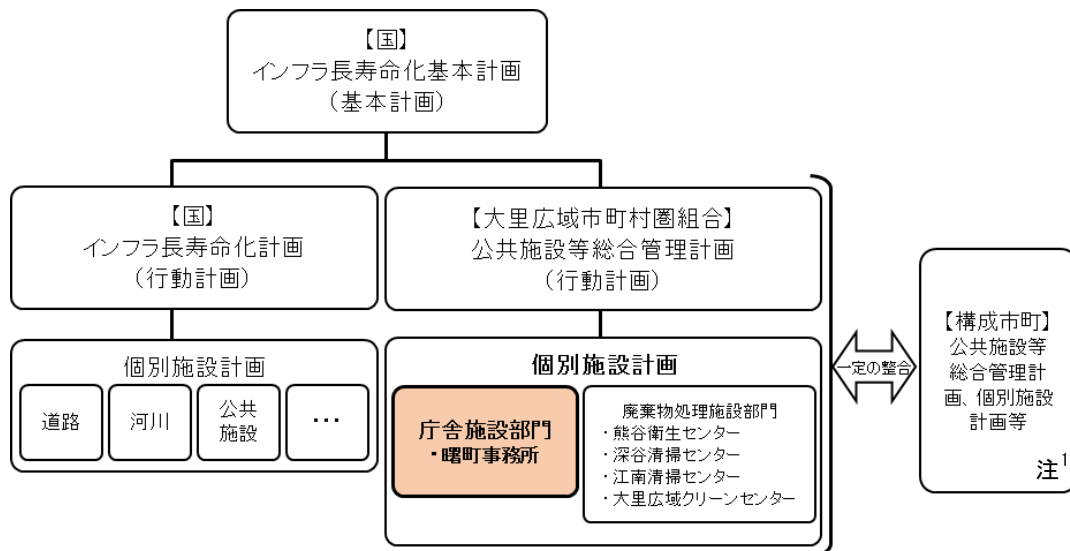 【国】
インフラ長寿命化基本計画
(基本計画)
【国】
インフラ長寿命化計画
(行動計画)
【大里広域市町村圏組合】
公共施設等総合管理計画
(行動計画)
個別施設計画
道路
河川
公共
施設
…
個別施設計画
庁舎施設部門
・曙町事務所
廃棄物処理施設部門
・熊谷衛生センター
・深谷清掃センター
・江南清掃センター
・大里広域クリーンセンター
一定の整合
【構成市町】
公共施設等
総合管理計
画、個別施設
計画等
注1